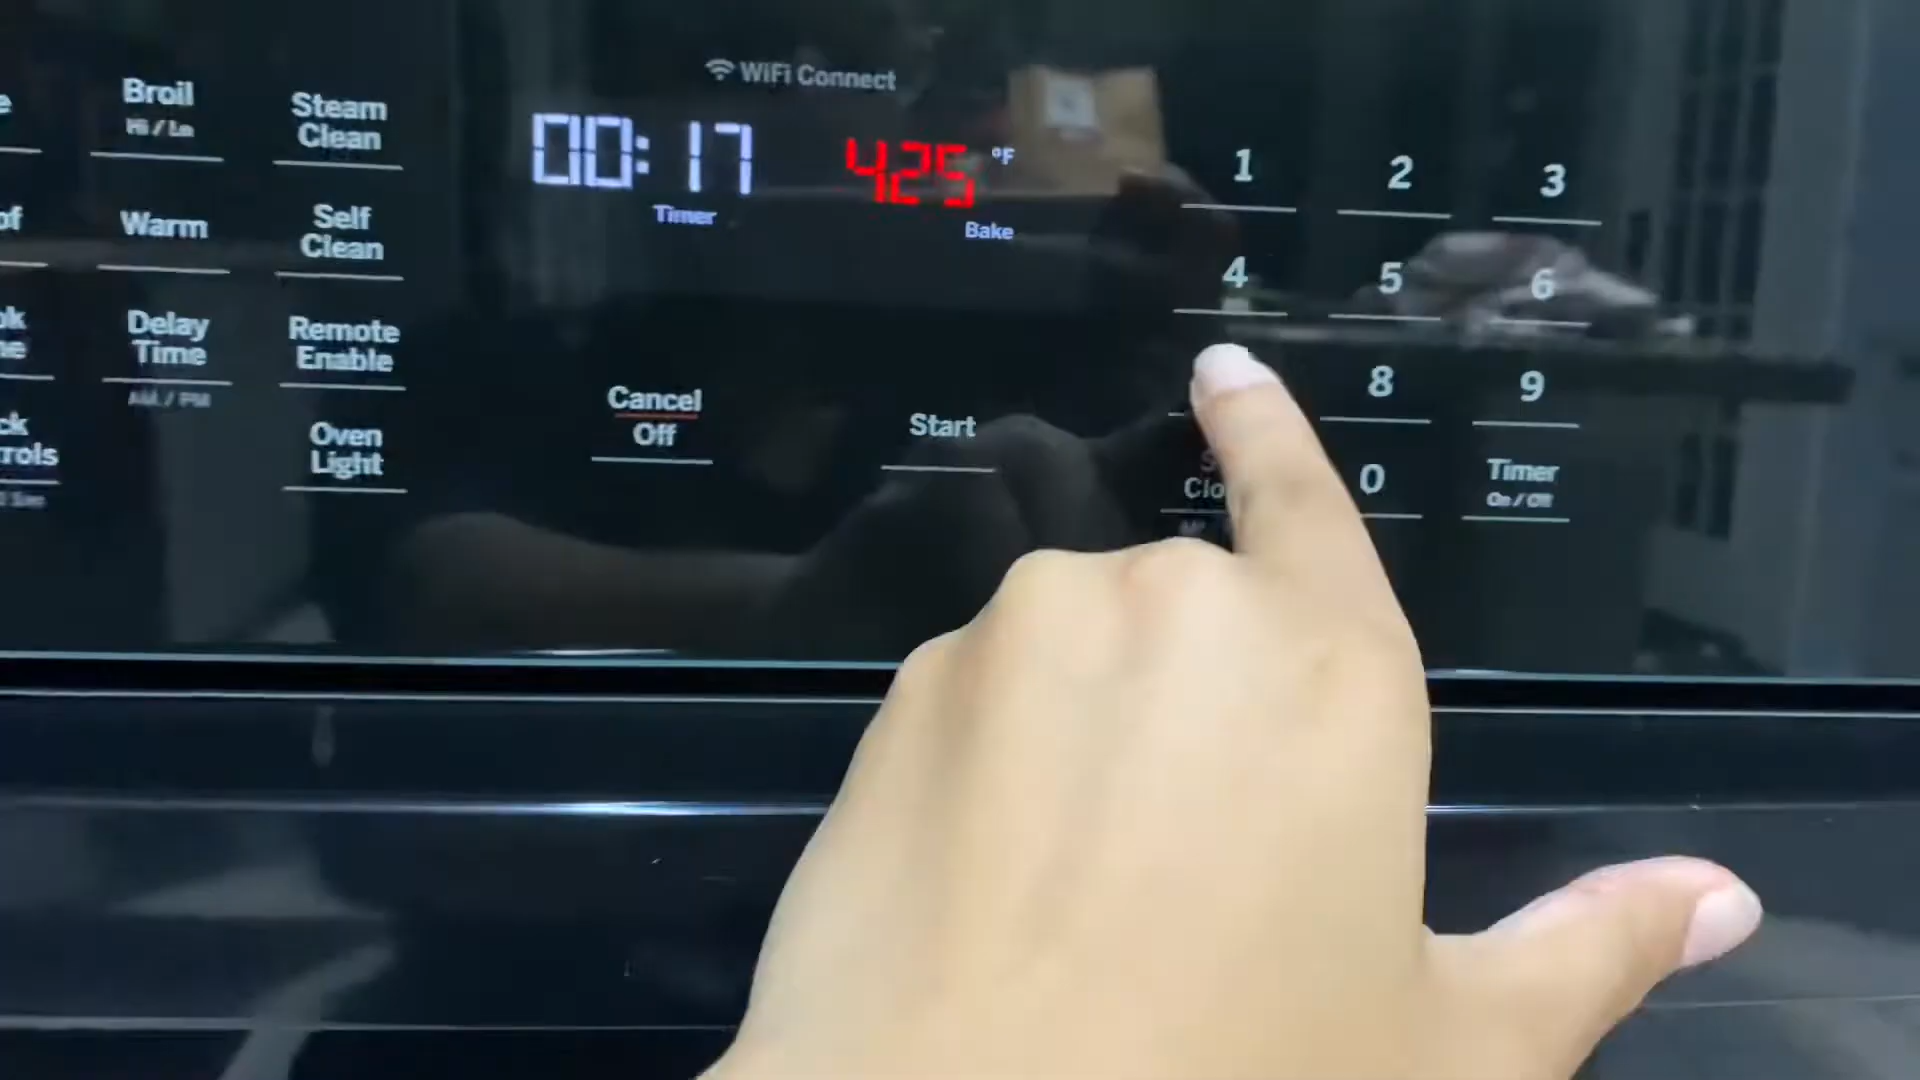 WiFi Connect
Broil
Hi / Lo
Steam
Clean
00:17
425 °F
Timer
Bake
1 2 3
Warm
Self
Clean
4 5 6
Delay
Time
AM / PM
Remote
Enable
8 9
Cancel
Off
Start
Oven
Light
0
Timer
On / Off